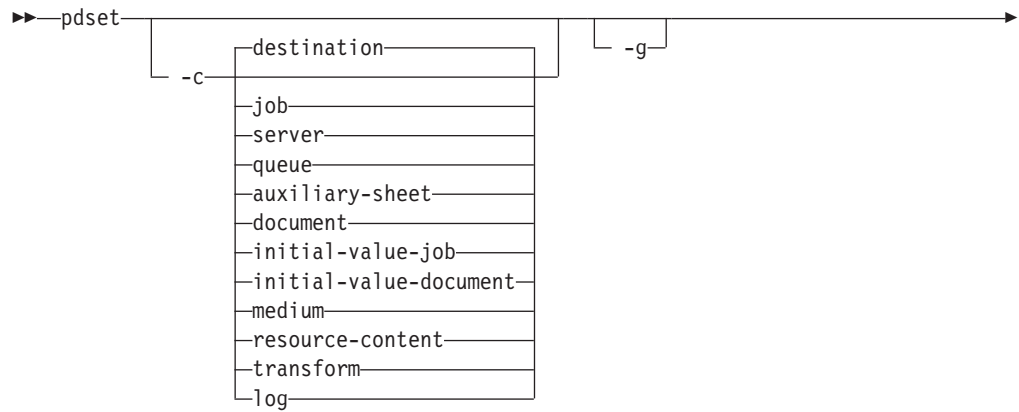 pdset
destination
-g
-c
job
server
queue
auxiliary-sheet
document
initial-value-job
initial-value-document
medium
resource-content
transform
log